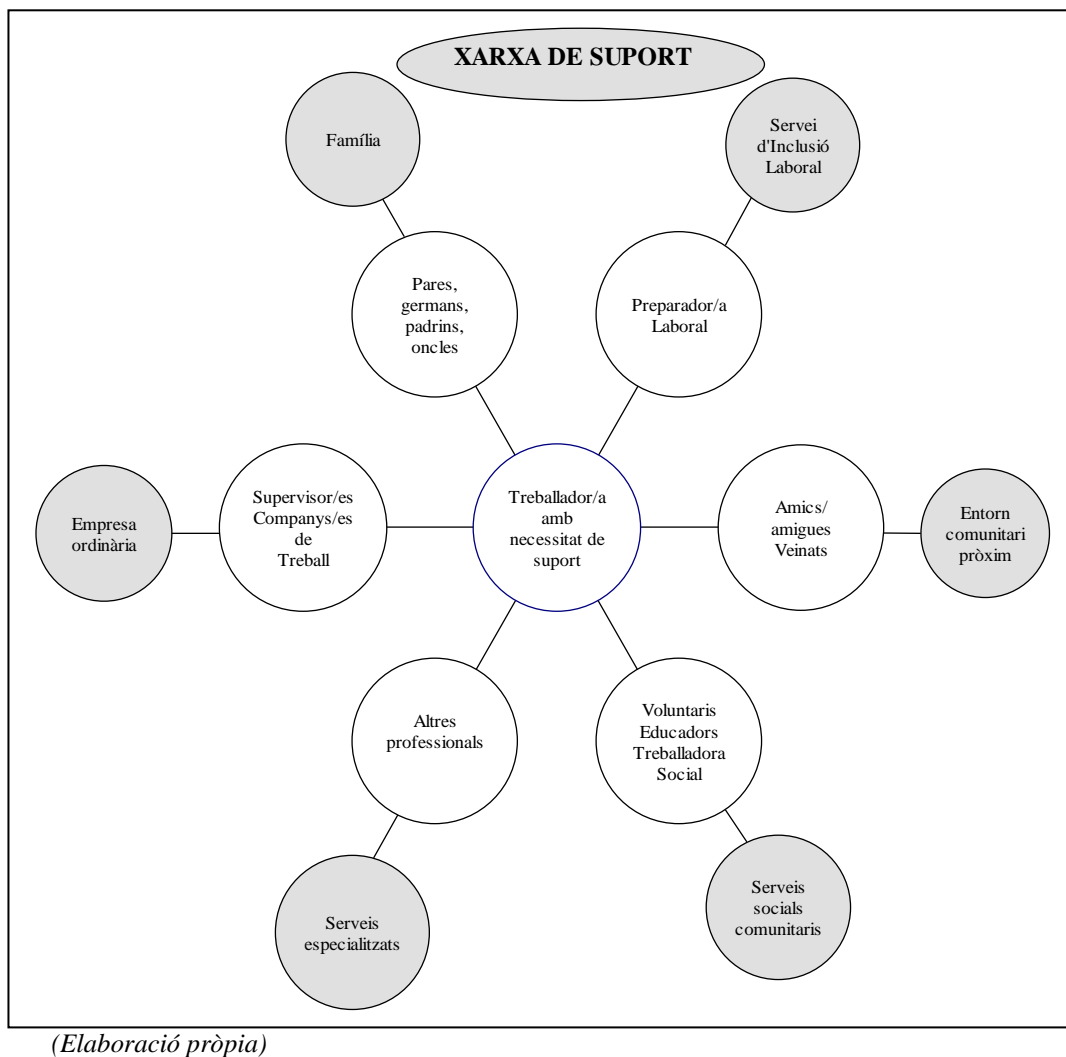 XARXA DE SUPORT
Família
Servei
d'Inclusió
Laboral
Pares,
germans,
padrins,
oncles
Preparador/a
Laboral
Empresa
ordinària
Supervisor/es
Companys/es
de
Treball
Treballador/a
amb
necessitat de
suport
Amics/
amigues
Veinats
Entorn
comunitari
pròxim
Altres
professionals
Voluntaris
Educadors
Treballadora
Social
Serveis
especialitzats
Serveis
socials
comunitaris
(Elaboració pròpia)